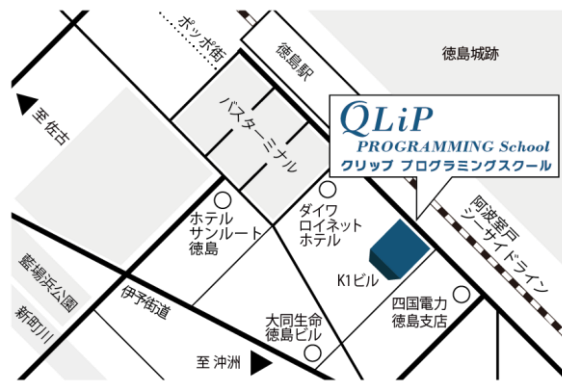 ポッポ街
徳島駅
徳島城跡
至 佐古
バスターミナル
QLiP
PROGRAMMING School
クリップ プログラミングスクール
ホテル
サンルート
徳島
ダイワ
ロイネット
ホテル
阿波室戸
シーサイドライン
K1ビル
藍場浜公園
新町川
伊予街道
四国電力
徳島支店
大同生命
徳島ビル
至 沖洲